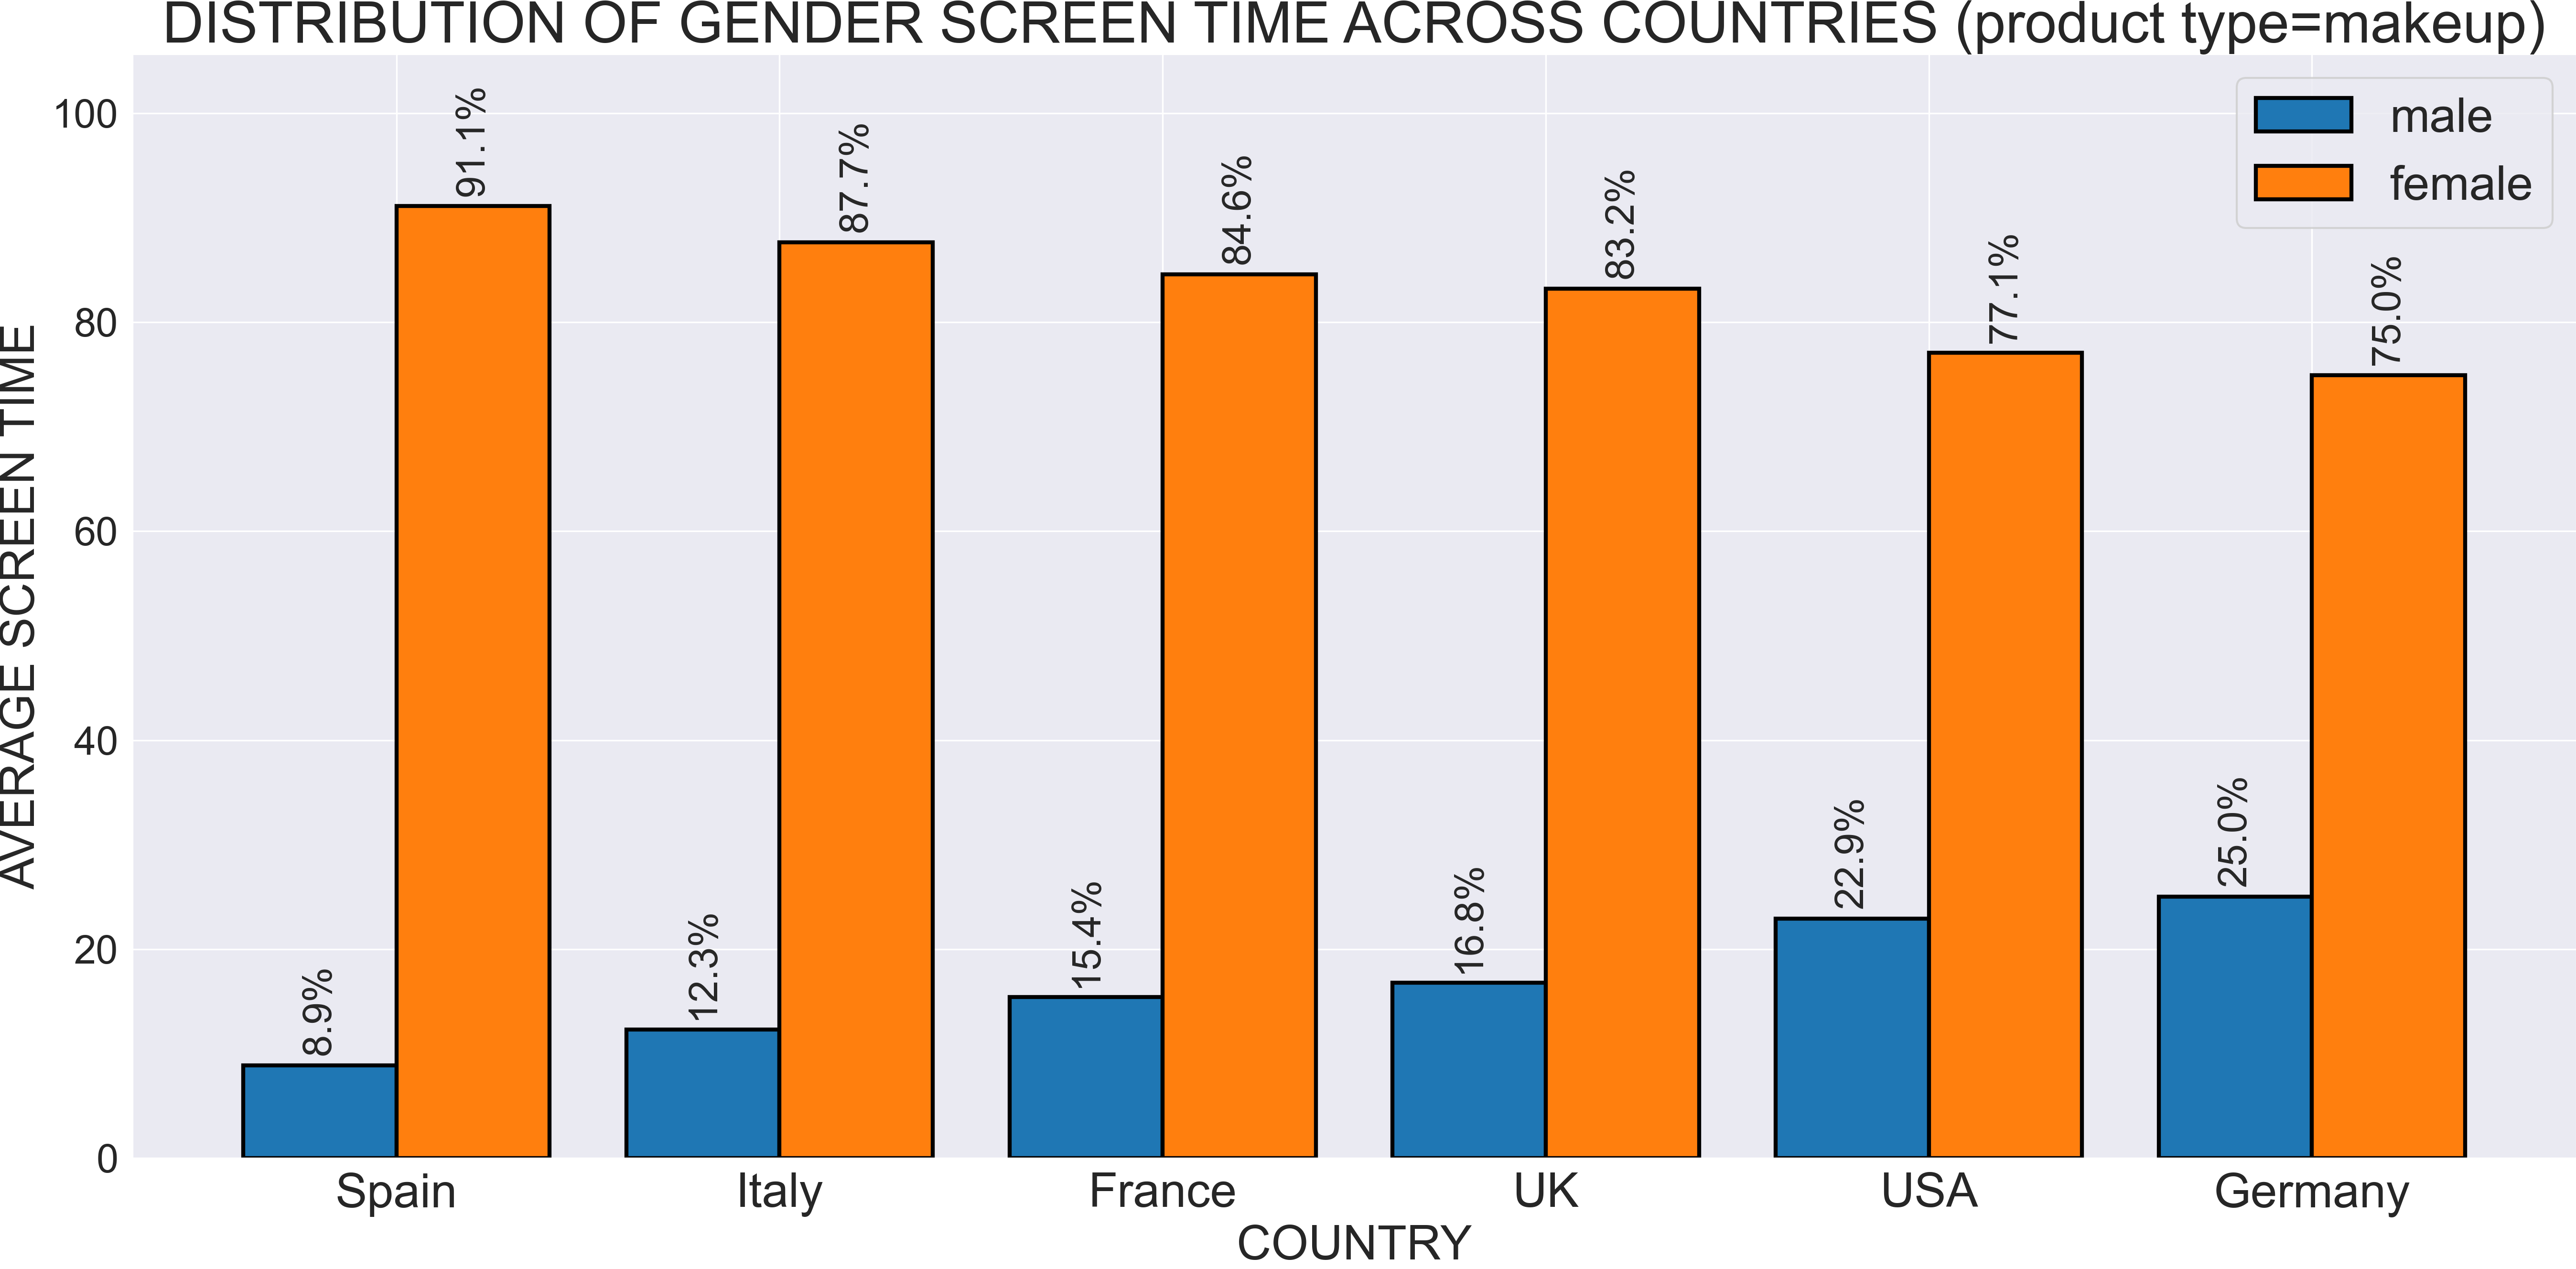 DISTRIBUTION OF GENDER SCREEN TIME ACROSS COUNTRIES (product type=makeup)
male
female
AVERAGE SCREEN TIME
100
80
60
40
20
0
8.9%
91.1%
12.3%
87.7%
15.4%
84.6%
16.8%
83.2%
22.9%
77.1%
25.0%
75.0%
Spain
Italy
France
UK
USA
Germany
COUNTRY